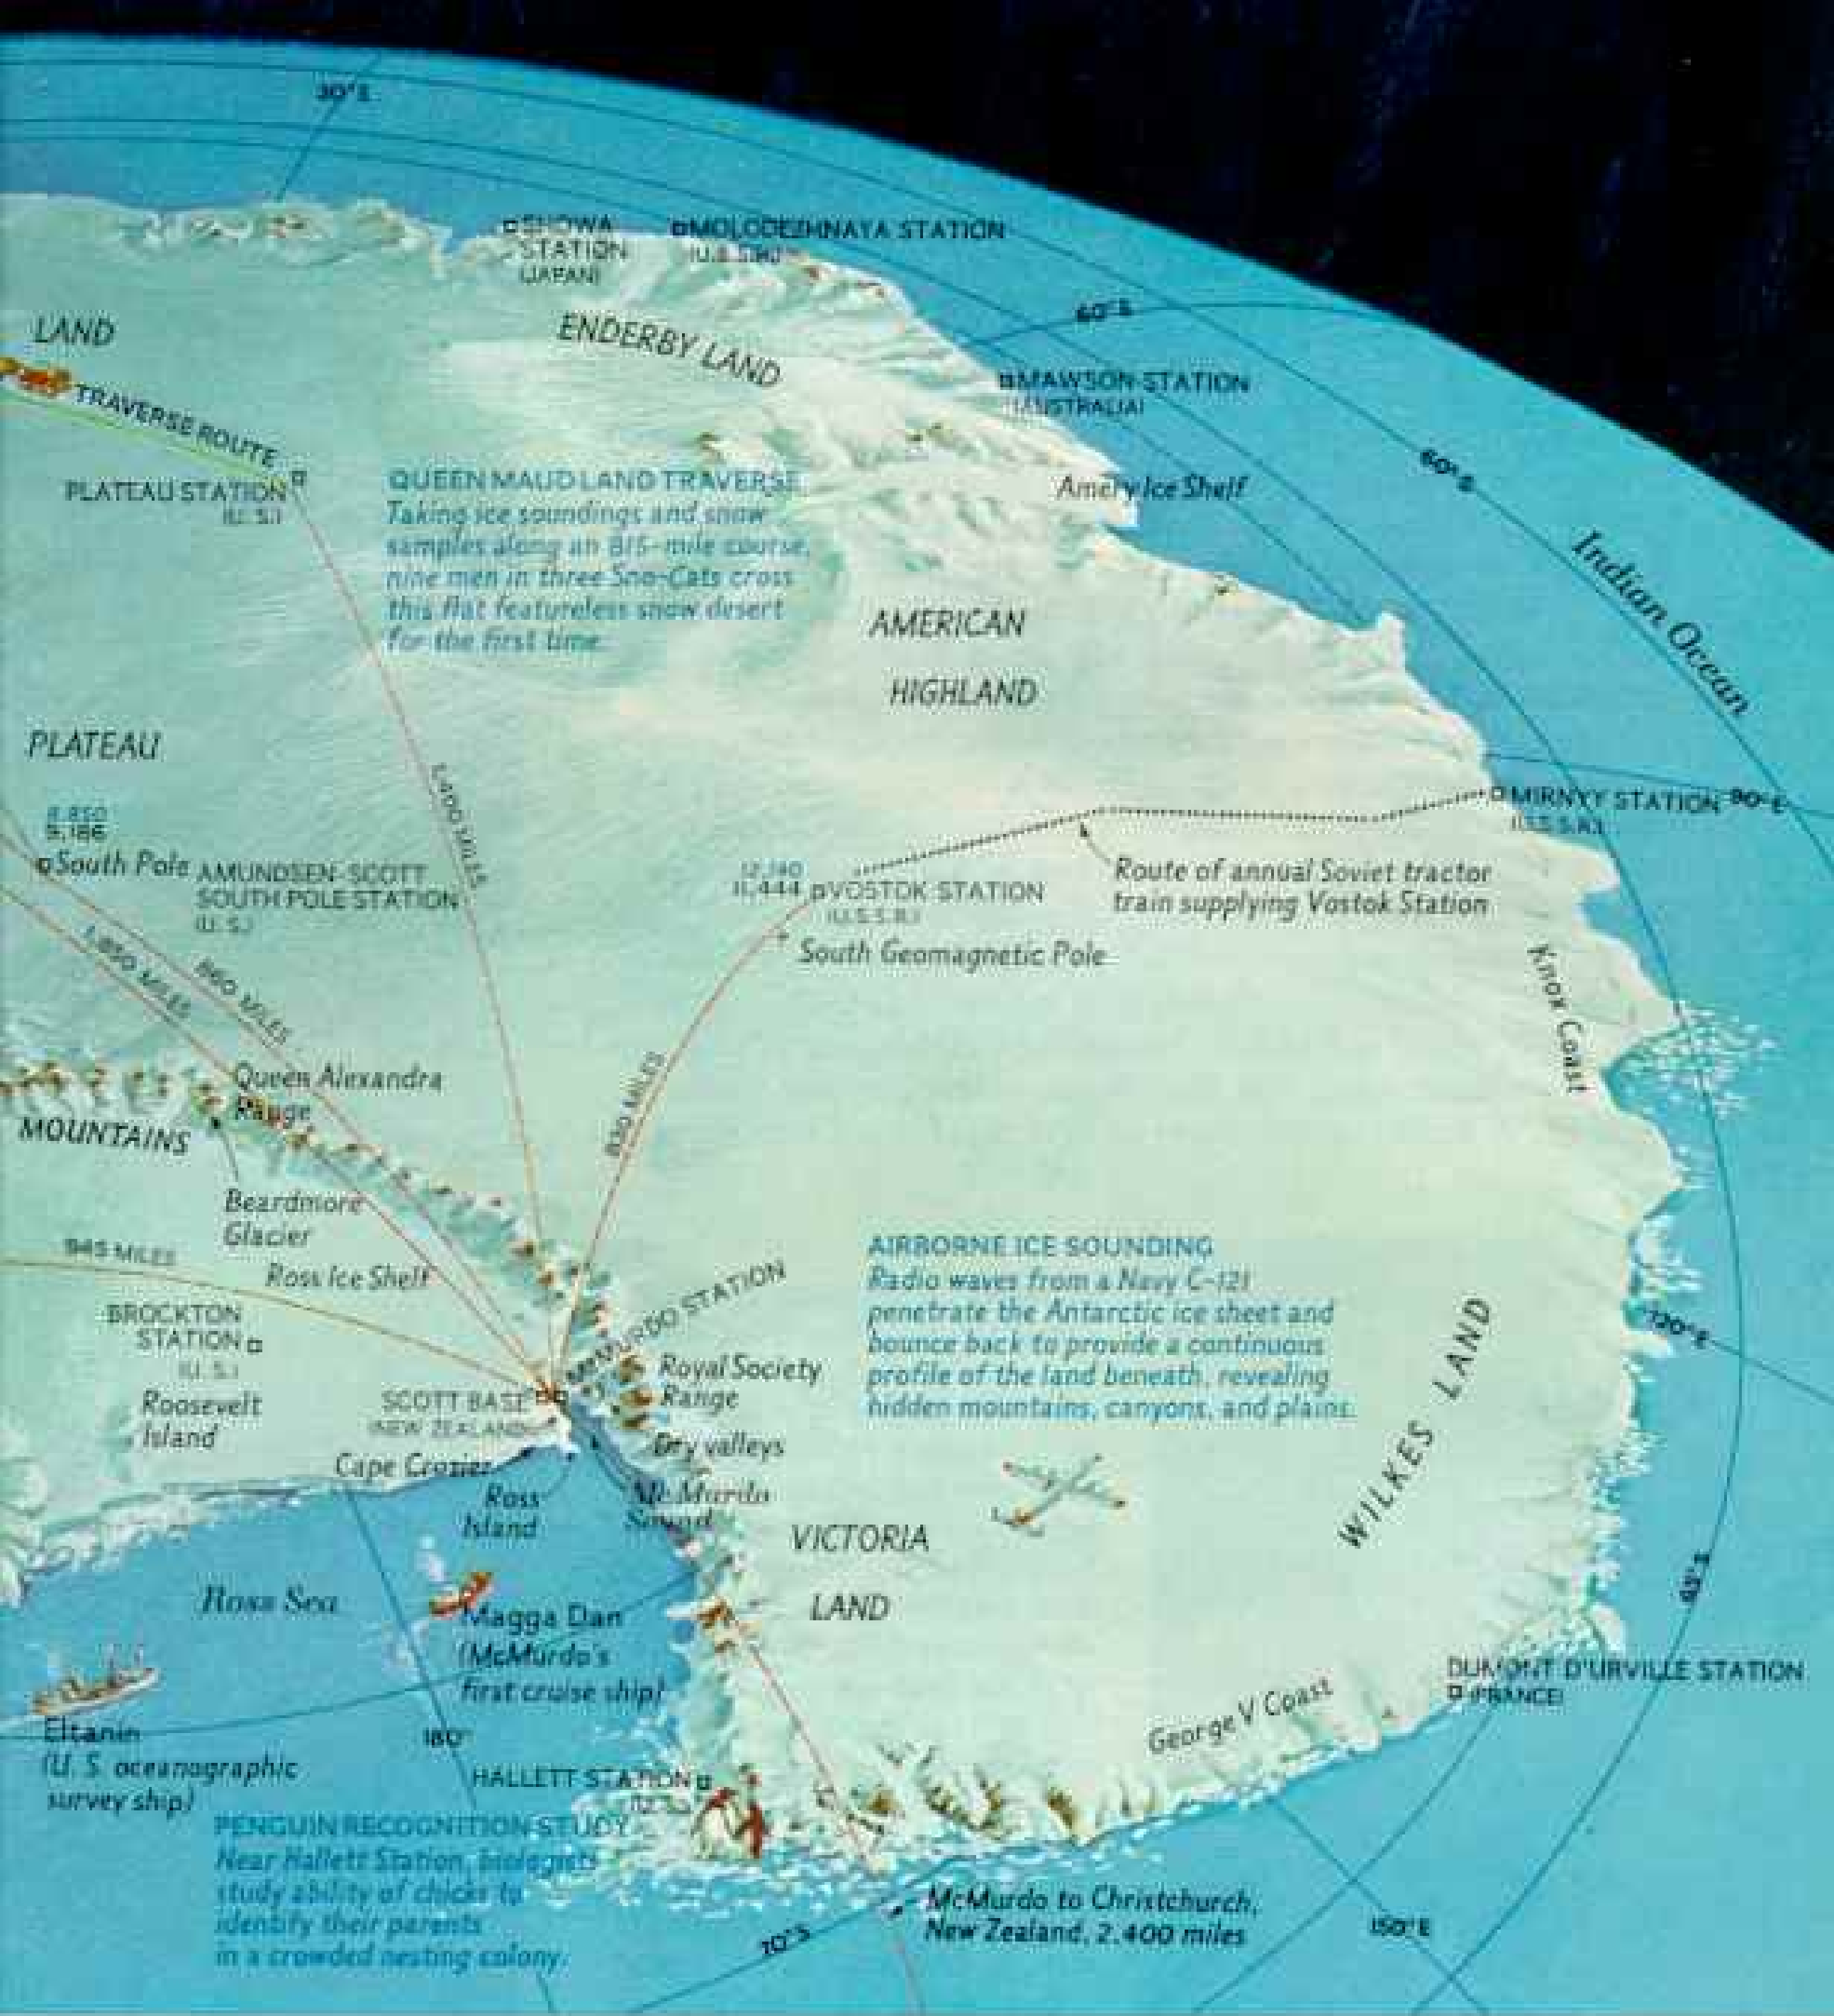 30° E.
SHOWA
STATION
(JAPAN)
MOLODEZHNAYA STATION
(U.S.S.R.)
LAND
ENDERBY LAND
60° E
MAWSON STATION
(AUSTRALIA)
TRAVERSE ROUTE
PLATEAU STATION
(U. S.)
QUEEN MAUD LAND TRAVERSE
Taking ice soundings and snow
samples along an 815-mile course,
nine men in three Sno-Cats cross
this flat featureless snow desert
for the first time.
Amery Ice Shelf
60° S
Indian Ocean
AMERICAN
HIGHLAND
PLATEAU
1,400 MILES
MIRNYY STATION
(U.S.S.R.)
90° E
8,850
9,186
South Pole
AMUNDSEN-SCOTT
SOUTH POLE STATION
(U. S.)
11,444
VOSTOK STATION
(U.S.S.R.)
South Geomagnetic Pole
Route of annual Soviet tractor
train supplying Vostok Station
Knox Coast
860 MILES
MILES
Queen Alexandra
Range
MOUNTAINS
Beardmore
Glacier
945 MILES
Ross Ice Shelf
BROCKTON
STATION
(U. S.)
Roosevelt
Island
McMURDO STATION
SCOTT BASE
(NEW ZEALAND)
Royal Society
Range
Dry valleys
Cape Crozier
Ross
Island
McMurdo
Sound
AIRBORNE ICE SOUNDING
Radio waves from a Navy C-121
penetrate the Antarctic ice sheet and
bounce back to provide a continuous
profile of the land beneath, revealing
hidden mountains, canyons, and plains.
120° E
WILKES LAND
VICTORIA
LAND
Ross Sea
Magga Dan
(McMurdo's
first cruise ship)
Eltanin
(U. S. oceanographic
survey ship)
180°
HALLETT STATION
(U. S.)
PENGUIN RECOGNITION STUDY
Near Hallett Station, biologists
study ability of chicks to
identify their parents
in a crowded nesting colony.
George V Coast
DUMONT D'URVILLE STATION
(FRANCE)
70° S
McMurdo to Christchurch,
New Zealand, 2,400 miles
150° E